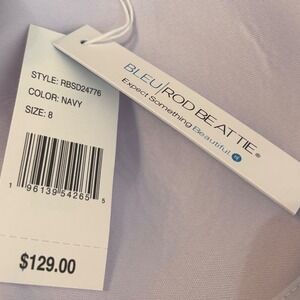 STYLE: RBSD24776
COLOR: NAVY
SIZE: 8
1 96139 54265 5
$129.00
BLEU|ROD BEATTIE®
Expect Something Beautiful